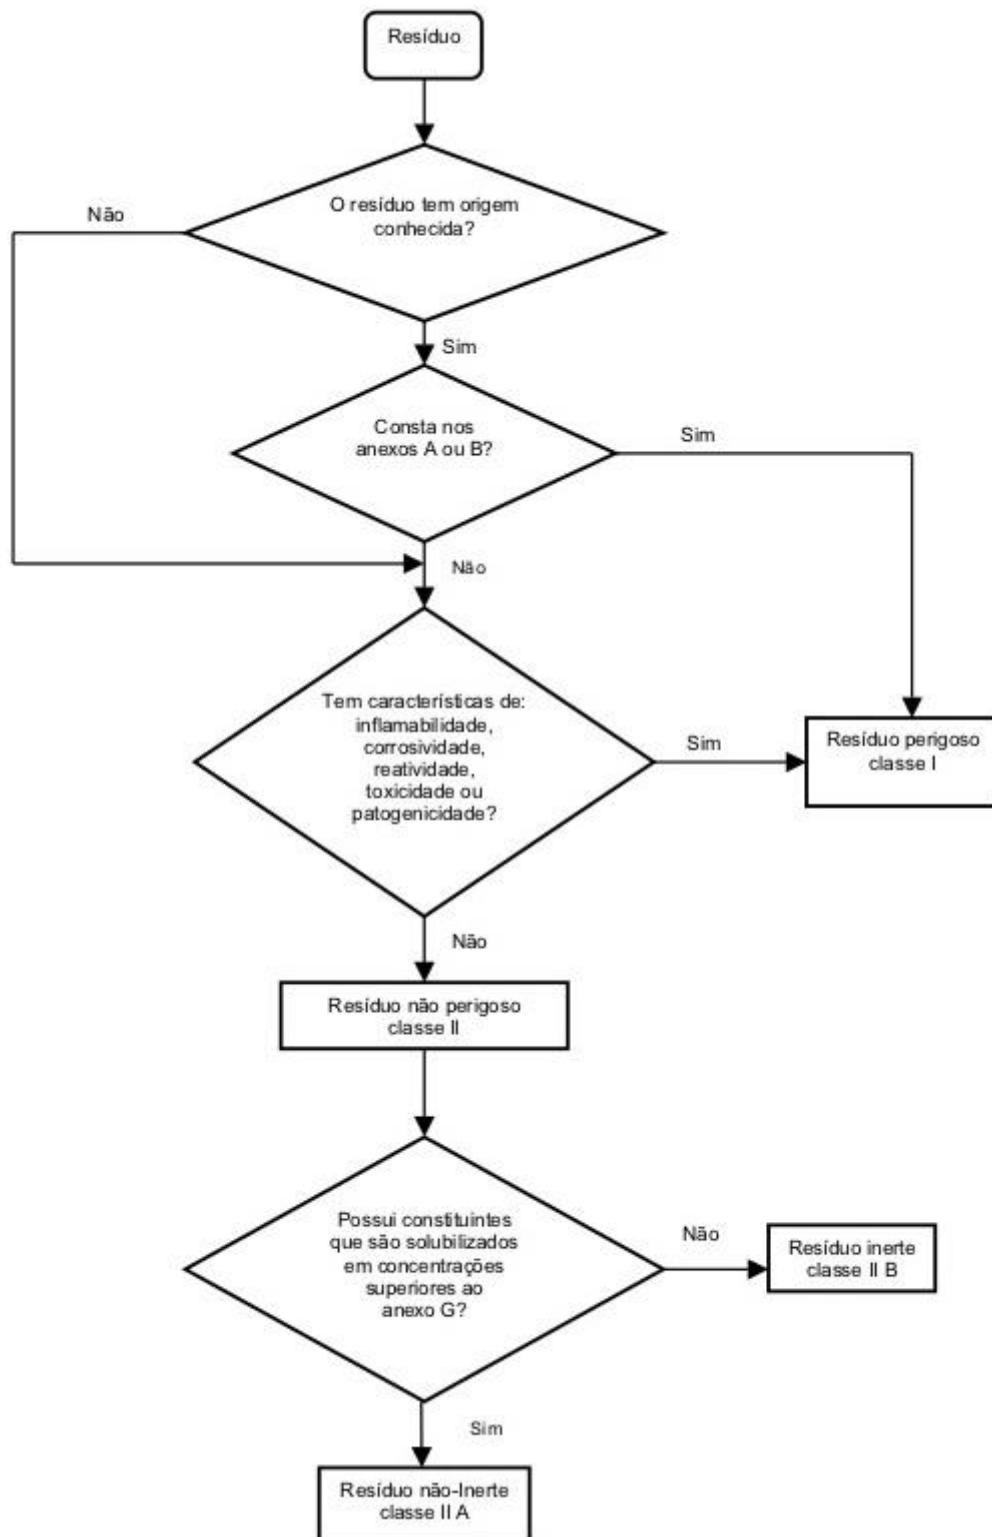 Resíduo
O resíduo tem origem
conhecida?
Não
Sim
Consta nos
anexos A ou B?
Sim
Não
Tem características de:
inflamabilidade,
corrosividade,
reatividade,
toxicidade ou
patogenicidade?
Sim
Resíduo perigoso
classe I
Não
Resíduo não perigoso
classe II
Possui constituintes
que são solubilizados
em concentrações
superiores ao
anexo G?
Não
Resíduo inerte
classe II B
Sim
Resíduo não-Inerte
classe II A